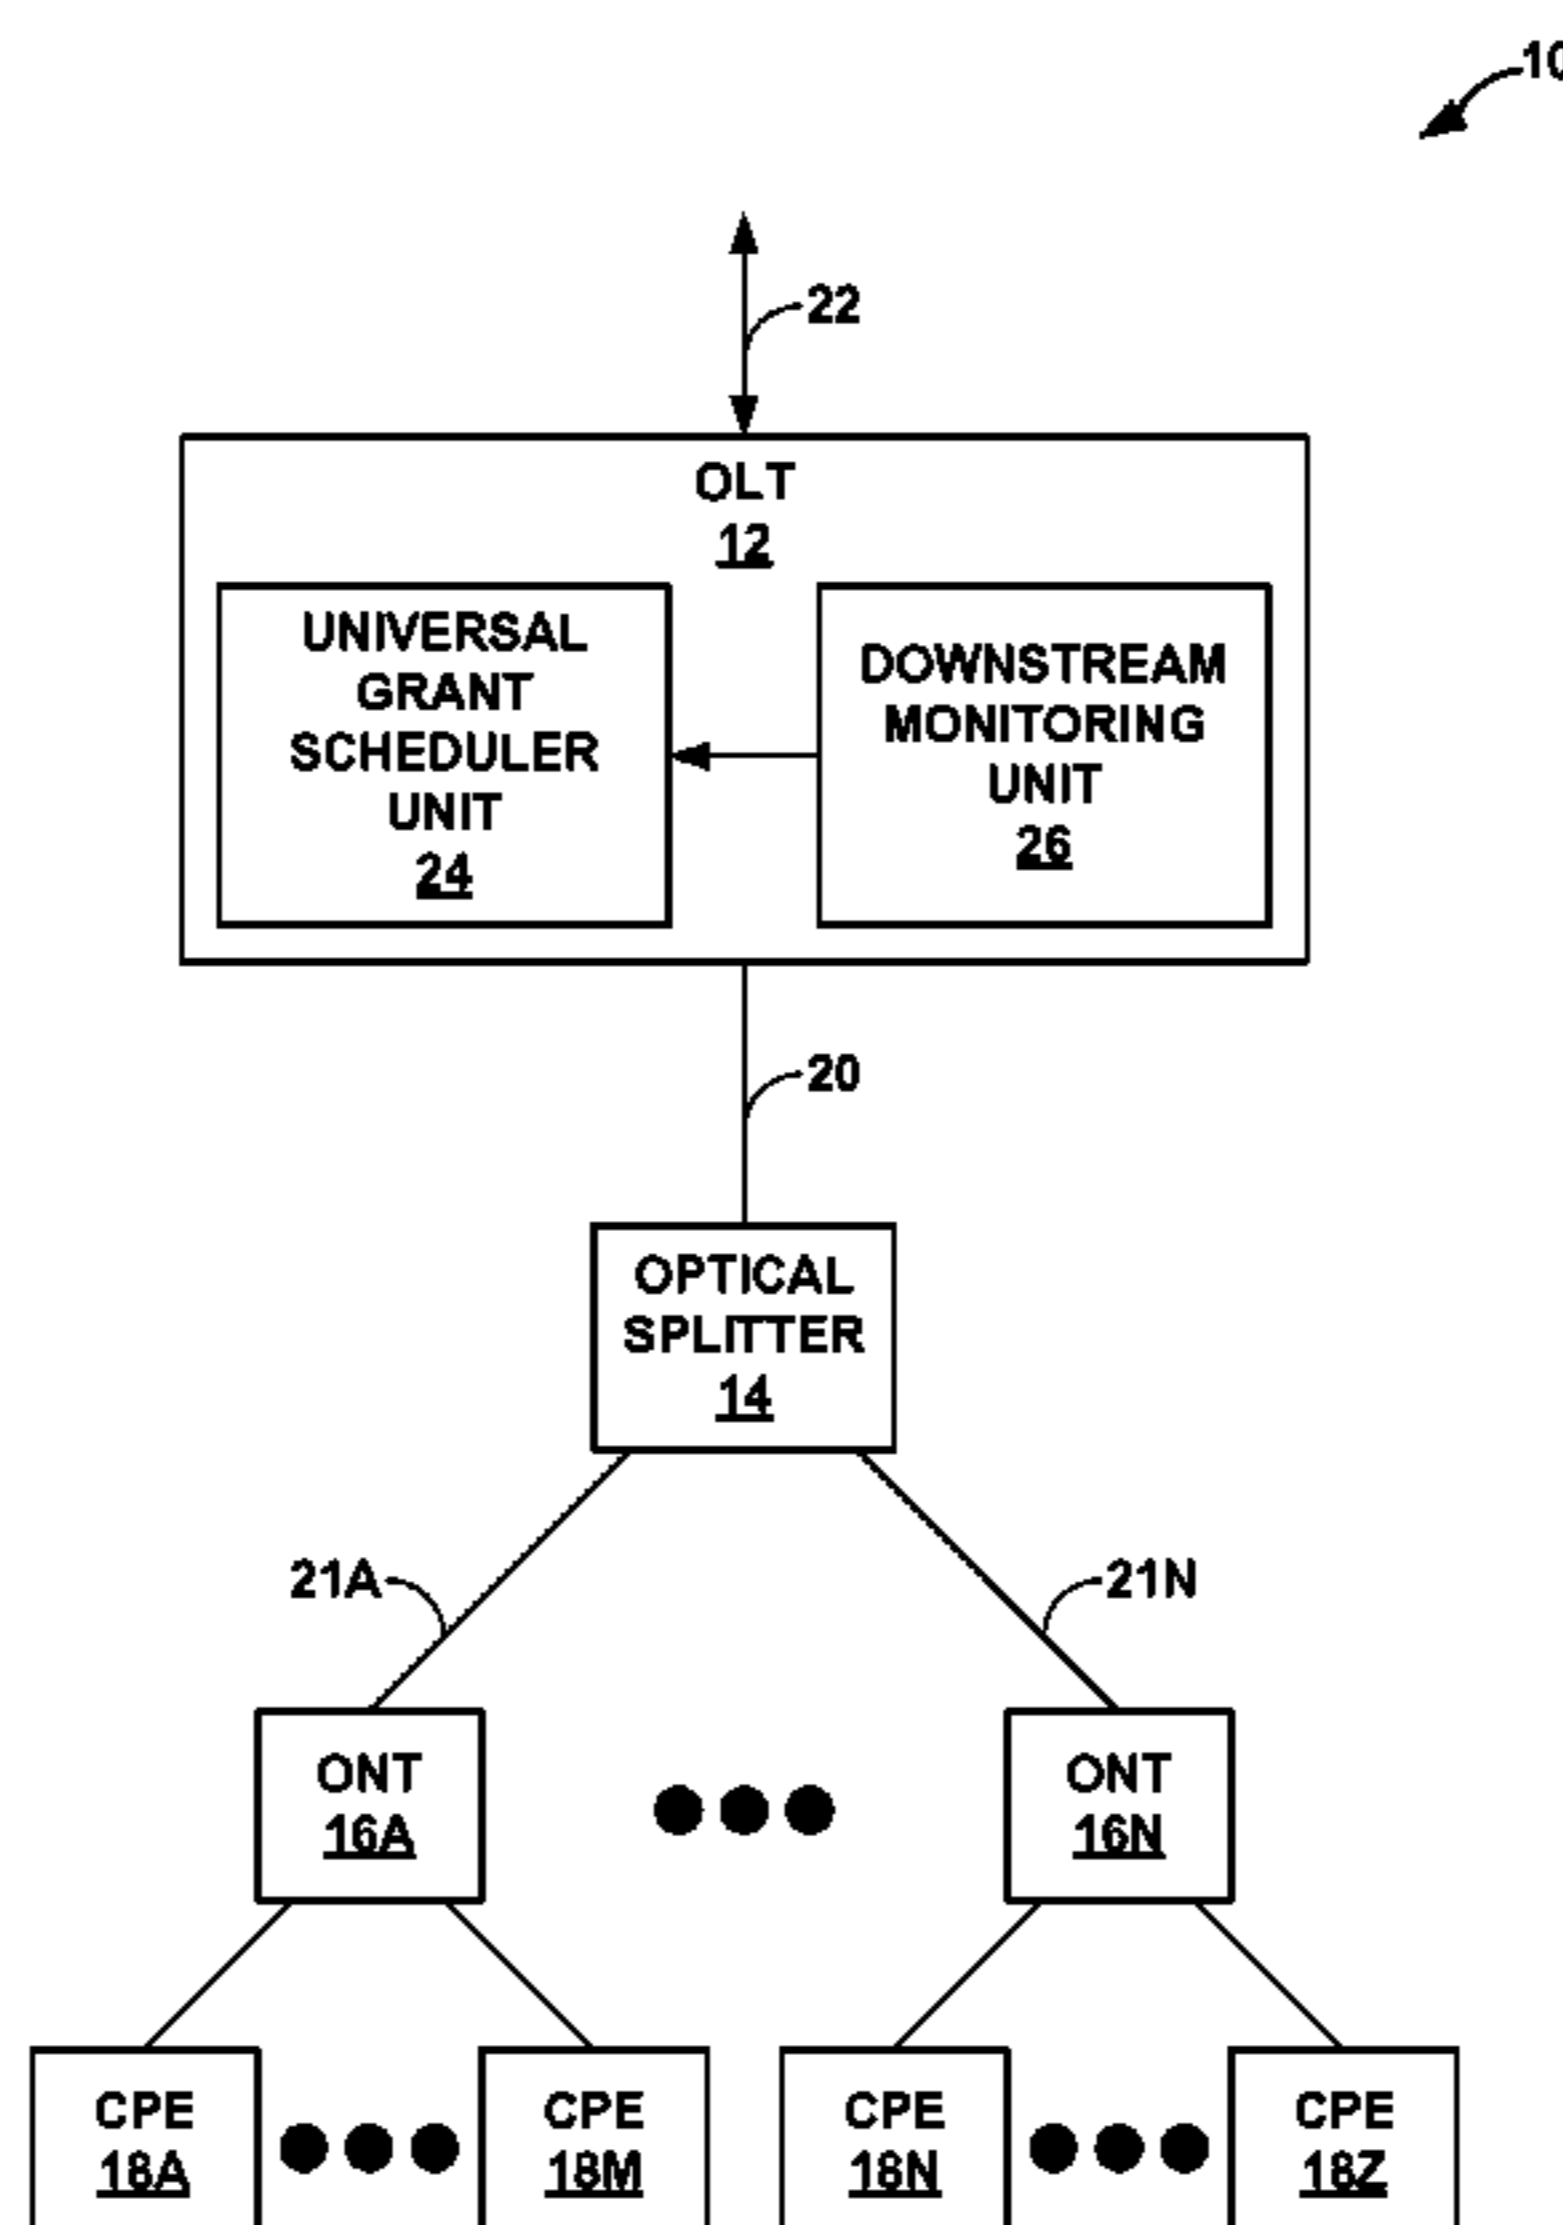 10
22
OLT
12
UNIVERSAL
GRANT
SCHEDULER
UNIT
24
DOWNSTREAM
MONITORING
UNIT
26
20
OPTICAL
SPLITTER
14
21A
21N
ONT
16A
ONT
16N
CPE
18A
CPE
18M
CPE
18N
CPE
18Z